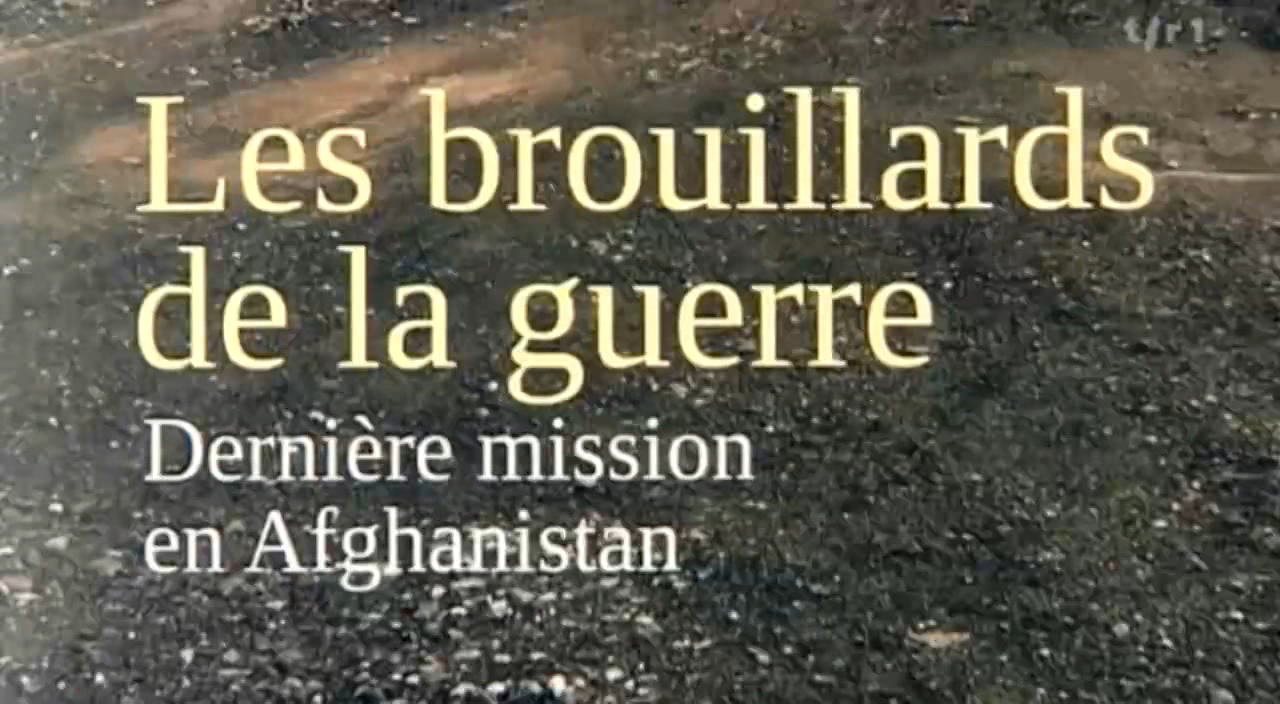 tsr1
Les brouillards
de la guerre
Dernière mission
en Afghanistan